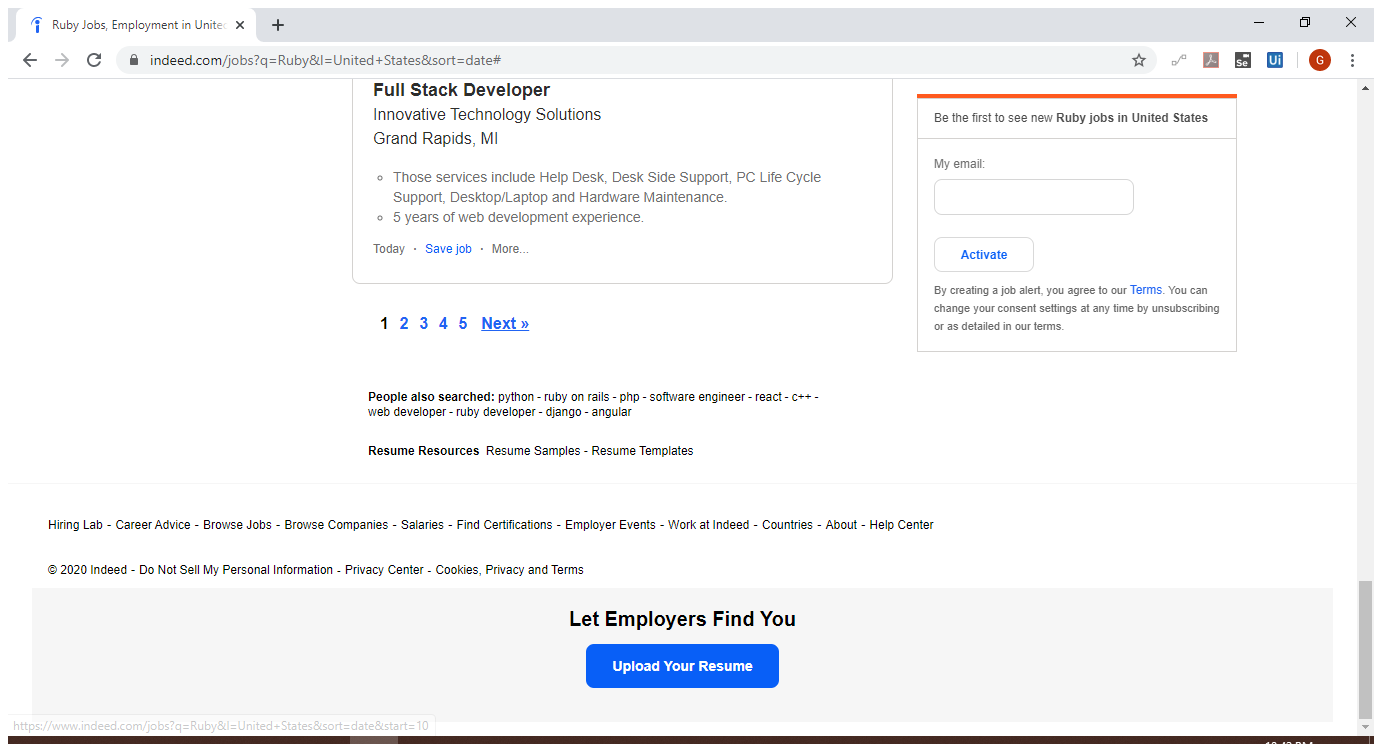 Ruby Jobs, Employment in Unite
indeed.com/jobs?q=Ruby&l=United+States&sort=date#
Se
Ui
G
Full Stack Developer
Innovative Technology Solutions
Grand Rapids, MI
Those services include Help Desk, Desk Side Support, PC Life Cycle
Support, Desktop/Laptop and Hardware Maintenance.
5 years of web development experience.
Today · Save job · More...
Be the first to see new Ruby jobs in United States
My email:
Activate
By creating a job alert, you agree to our Terms. You can
change your consent settings at any time by unsubscribing
or as detailed in our terms.
1 2 3 4 5 Next »
People also searched: python - ruby on rails - php - software engineer - react - c++ -
web developer - ruby developer - django - angular
Resume Resources Resume Samples - Resume Templates
Hiring Lab - Career Advice - Browse Jobs - Browse Companies - Salaries - Find Certifications - Employer Events - Work at Indeed - Countries - About - Help Center
© 2020 Indeed - Do Not Sell My Personal Information - Privacy Center - Cookies, Privacy and Terms
Let Employers Find You
Upload Your Resume
https://www.indeed.com/jobs?q=Ruby&l=United+States&sort=date&start=10